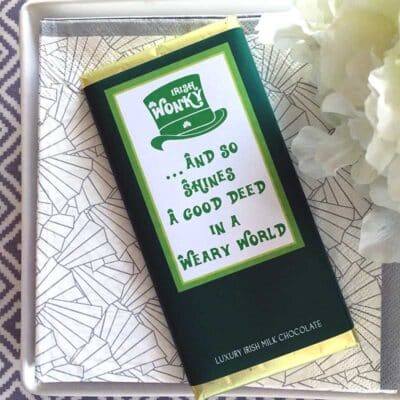 IRISH
WONKY
...AND SO
SHINES
A GOOD DEED
IN A
WEARY WORLD
LUXURY IRISH MILK CHOCOLATE